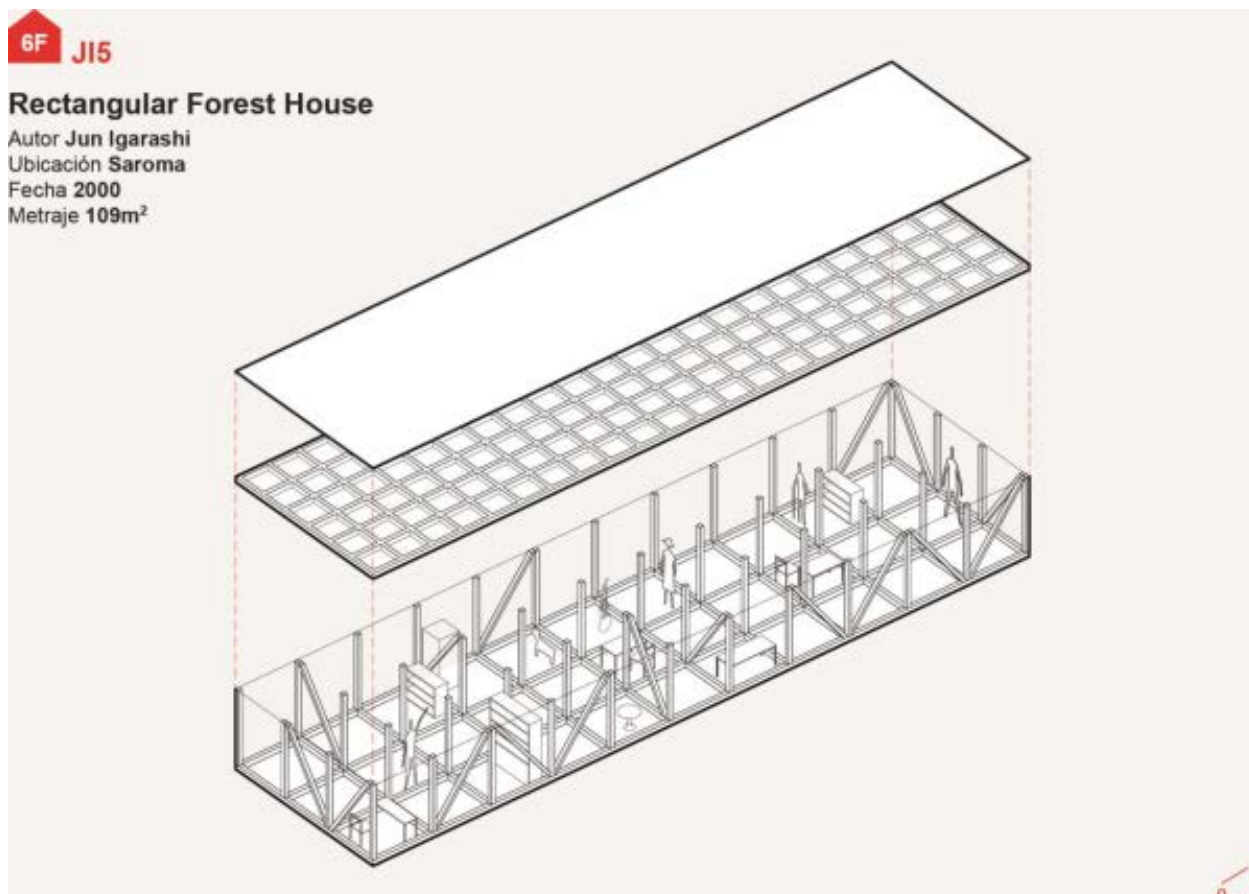 6F
JI5
Rectangular Forest House
Autor Jun Igarashi
Ubicación Saroma
Fecha 2000
Metraje 109m²